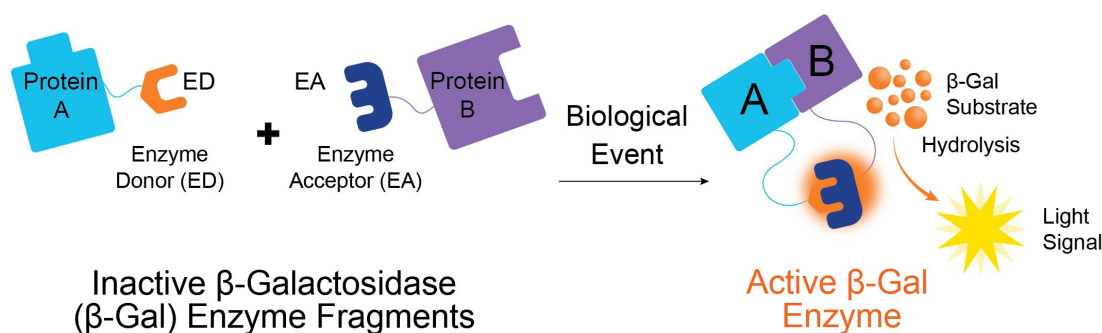 Protein
A
ED
Enzyme
Donor (ED)
+
EA
Protein
B
Enzyme
Acceptor (EA)
Biological
Event
A
B
β-Gal
Substrate
Hydrolysis
Light
Signal
Inactive β-Galactosidase
(β-Gal) Enzyme Fragments
Active β-Gal
Enzyme